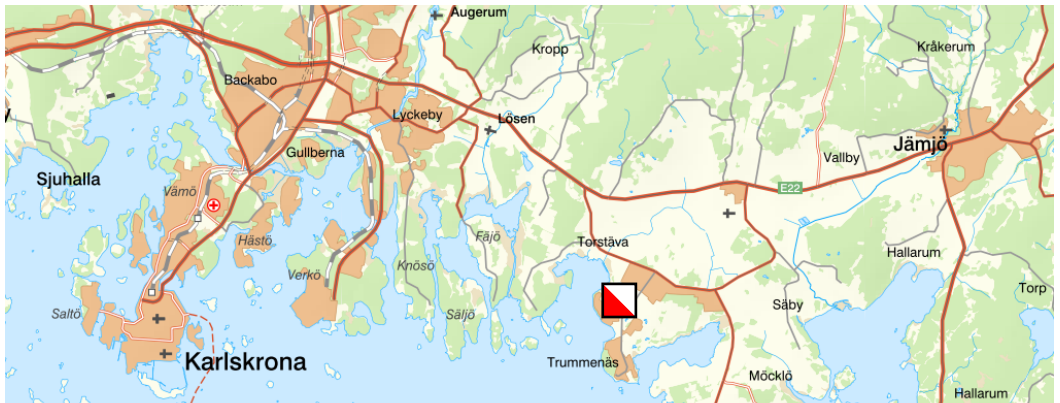 Augerum
Kropp
Kråkerum
Backabo
Lyckeby
Lösen
Jämjö
Gullberna
Vallby
Sjuhalla
Vämö
E22
Hästö
Fäjö
Torstäva
Hallarum
Knösö
Verkö
Torp
Saltö
Säljö
Säby
Karlskrona
Trummenäs
Möcklö
Hallarum